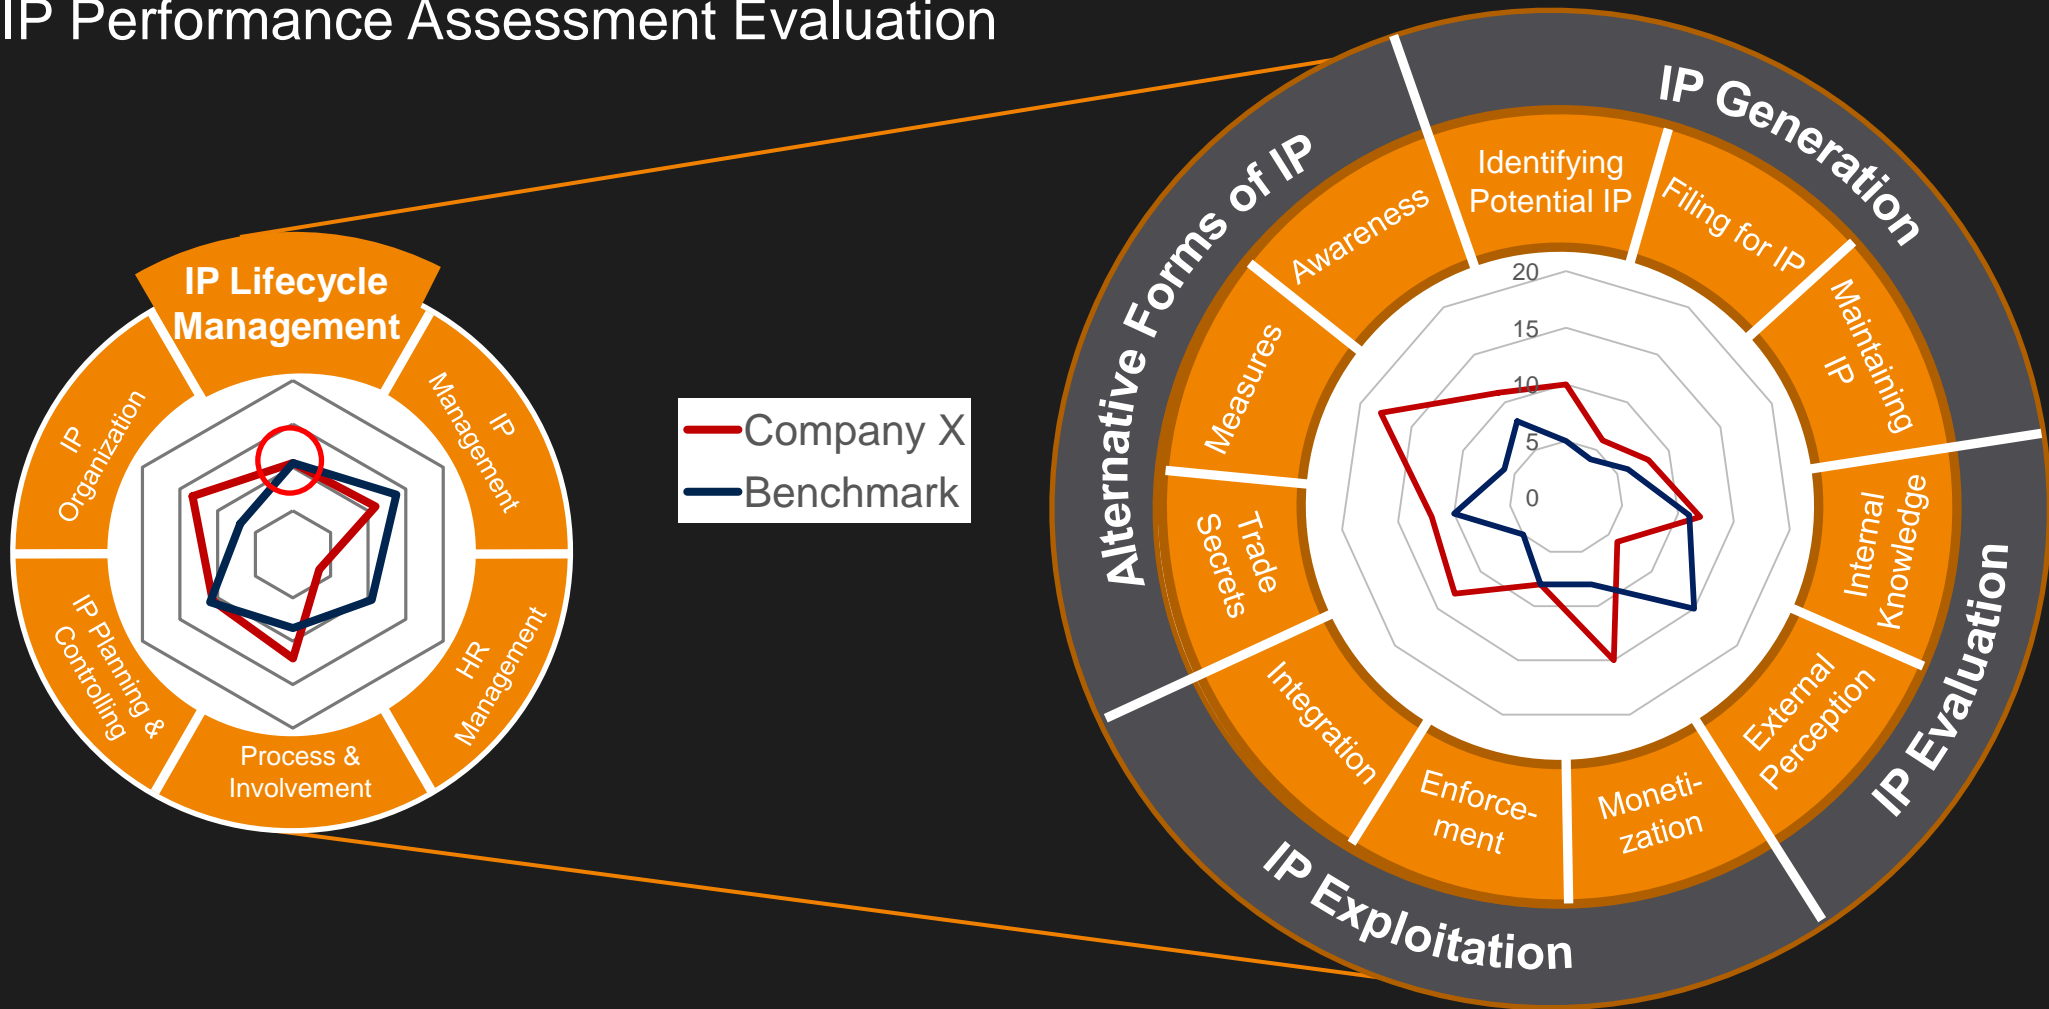 IP Performance Assessment Evaluation
IP Lifecycle
Management
IP
Management
HR
Management
Process &
Involvement
IP Planning &
Controlling
IP
Organization
Company X
Benchmark
IP Generation
Identifying
Potential IP
Filing for IP
Maintaining
IP
IP Evaluation
Internal
Knowledge
External
Perception
IP Exploitation
Moneti-
zation
Enforce-
ment
Integration
Alternative Forms of IP
Trade
Secrets
Measures
Awareness
20
15
10
5
0